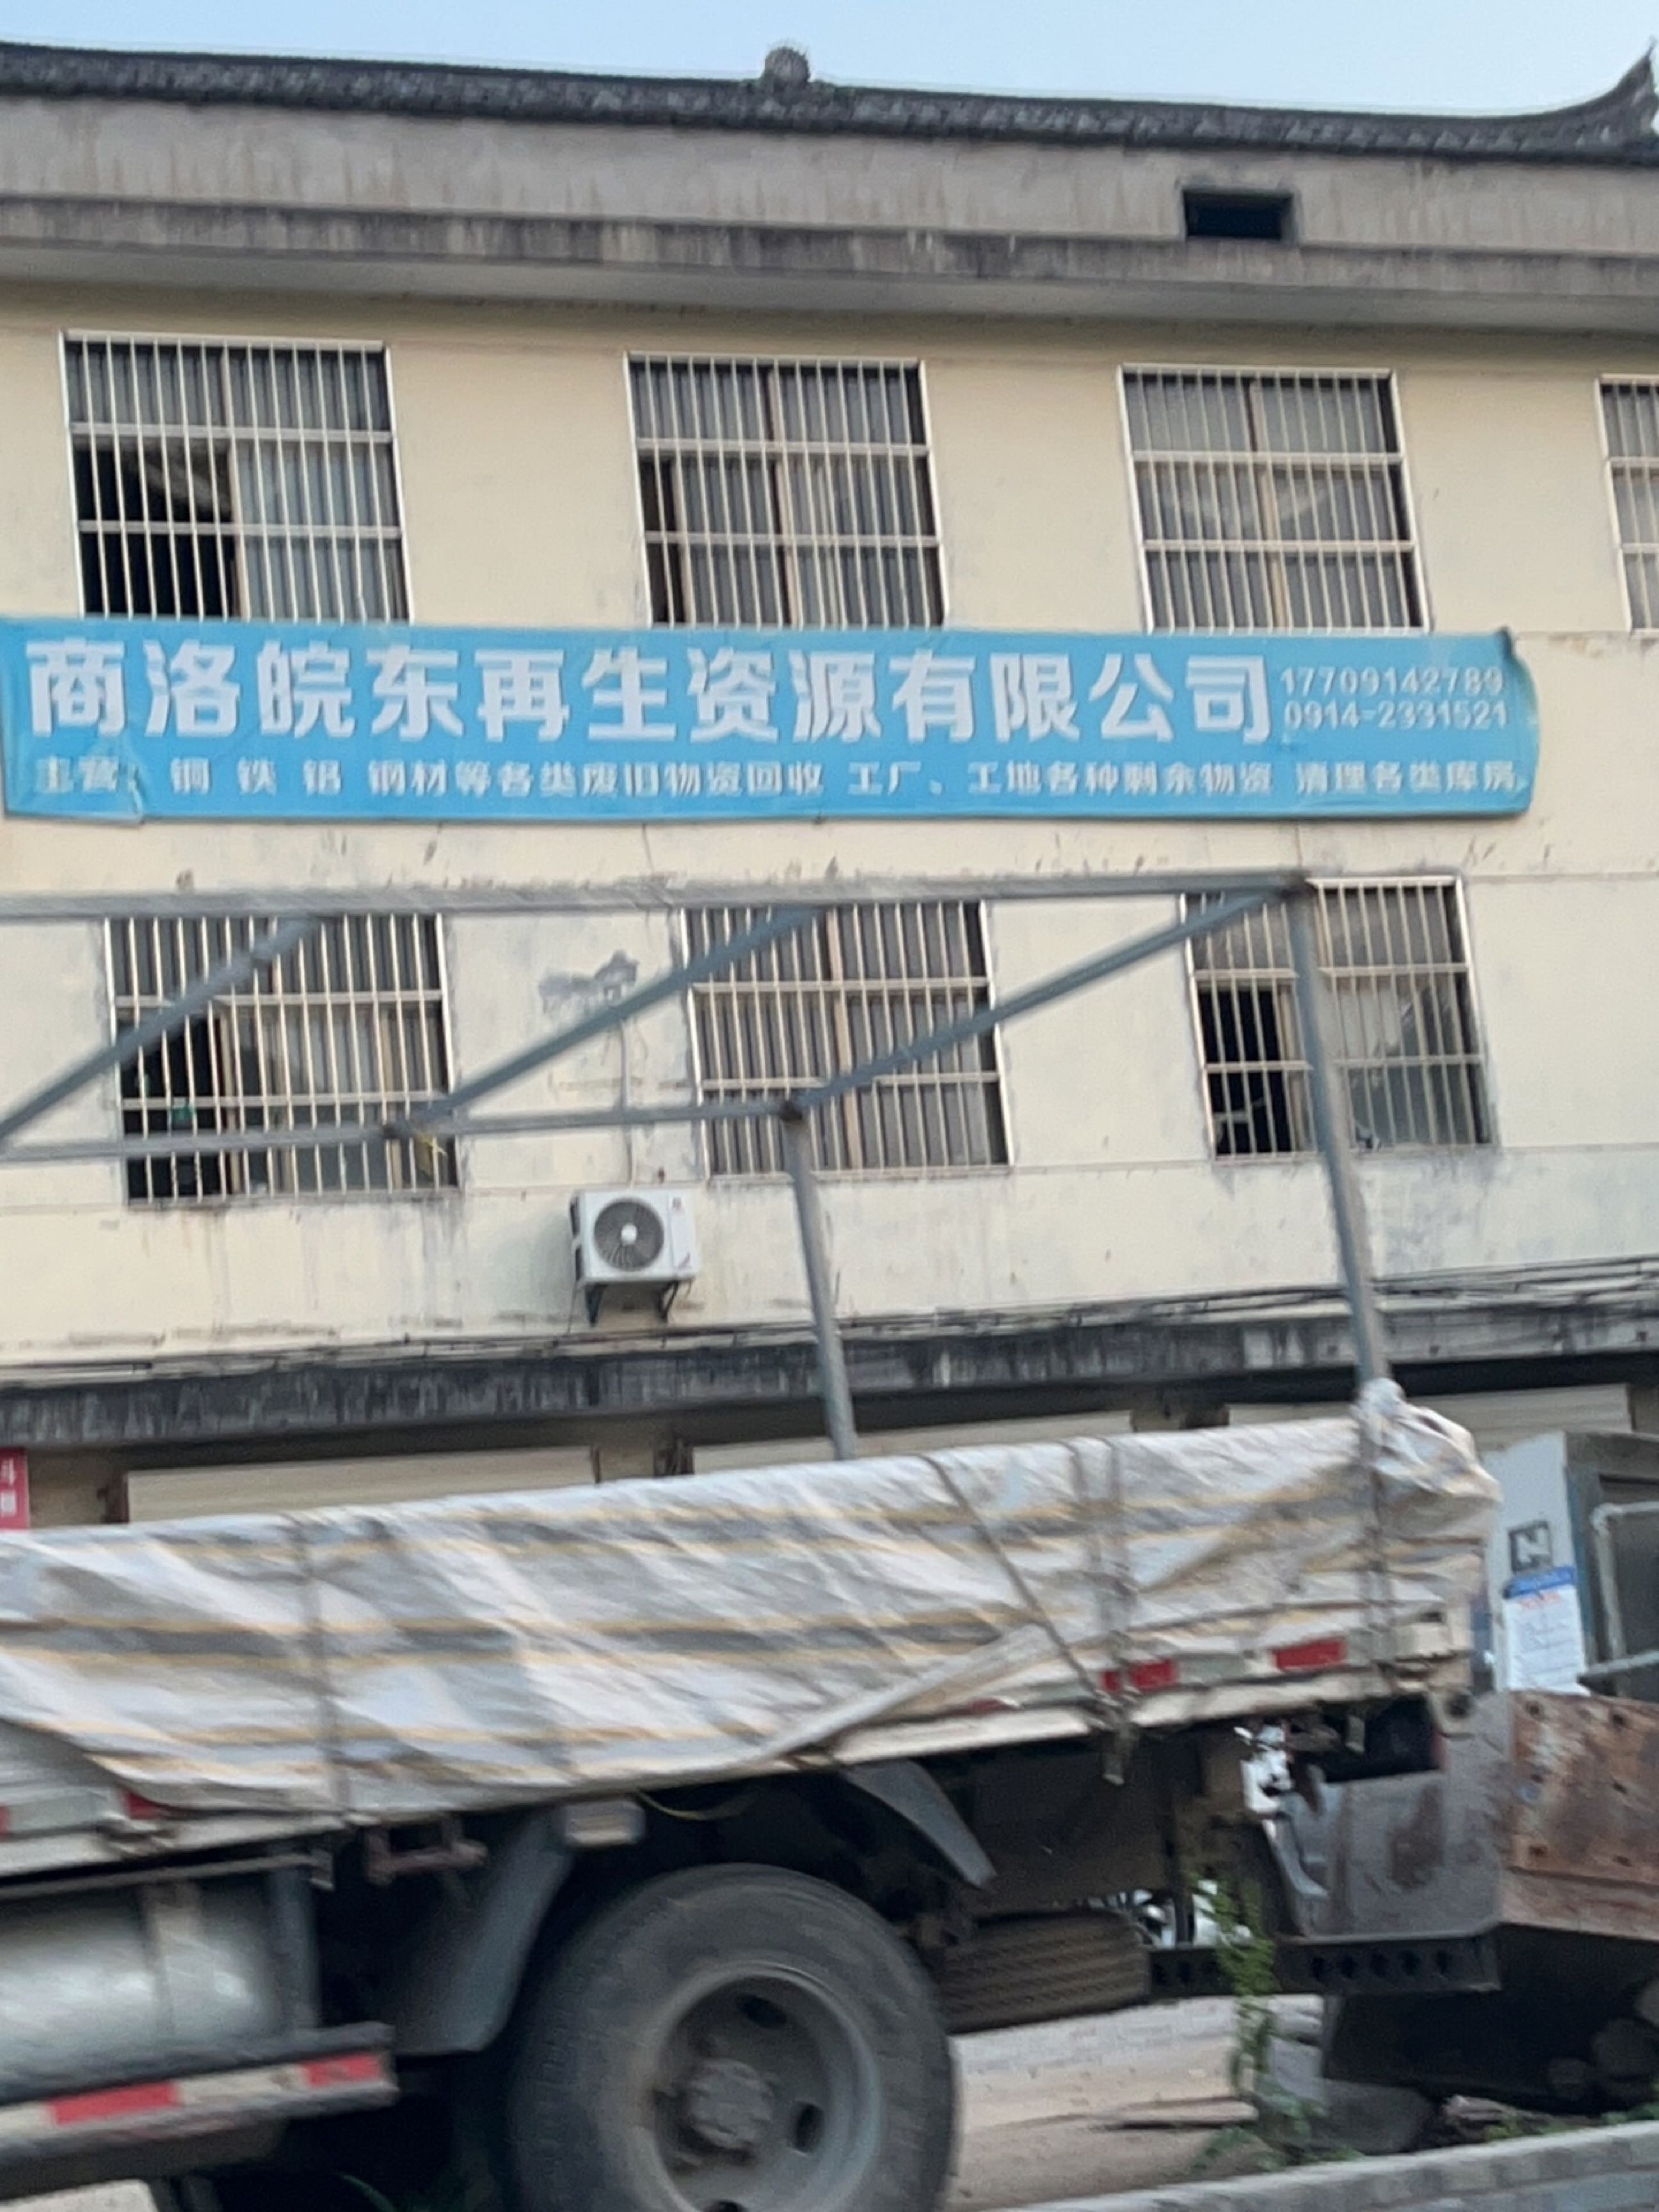 商洛皖东再生资源有限公司
17709142789
0914-2331521
主营：铜 铁 铝 钢材等各类废旧物资回收 工厂、工地各种剩余物资 清理各类库房